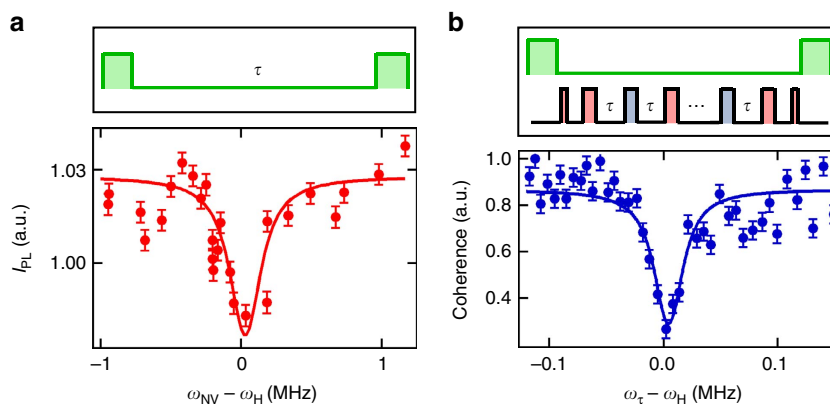 a
τ
1.03
1.00
I_PL (a.u.)
−1
0
1
ω_NV − ω_H (MHz)
b
τ τ ... τ
1.0
0.8
0.6
0.4
Coherence (a.u.)
−0.1
0.0
0.1
ω_τ − ω_H (MHz)